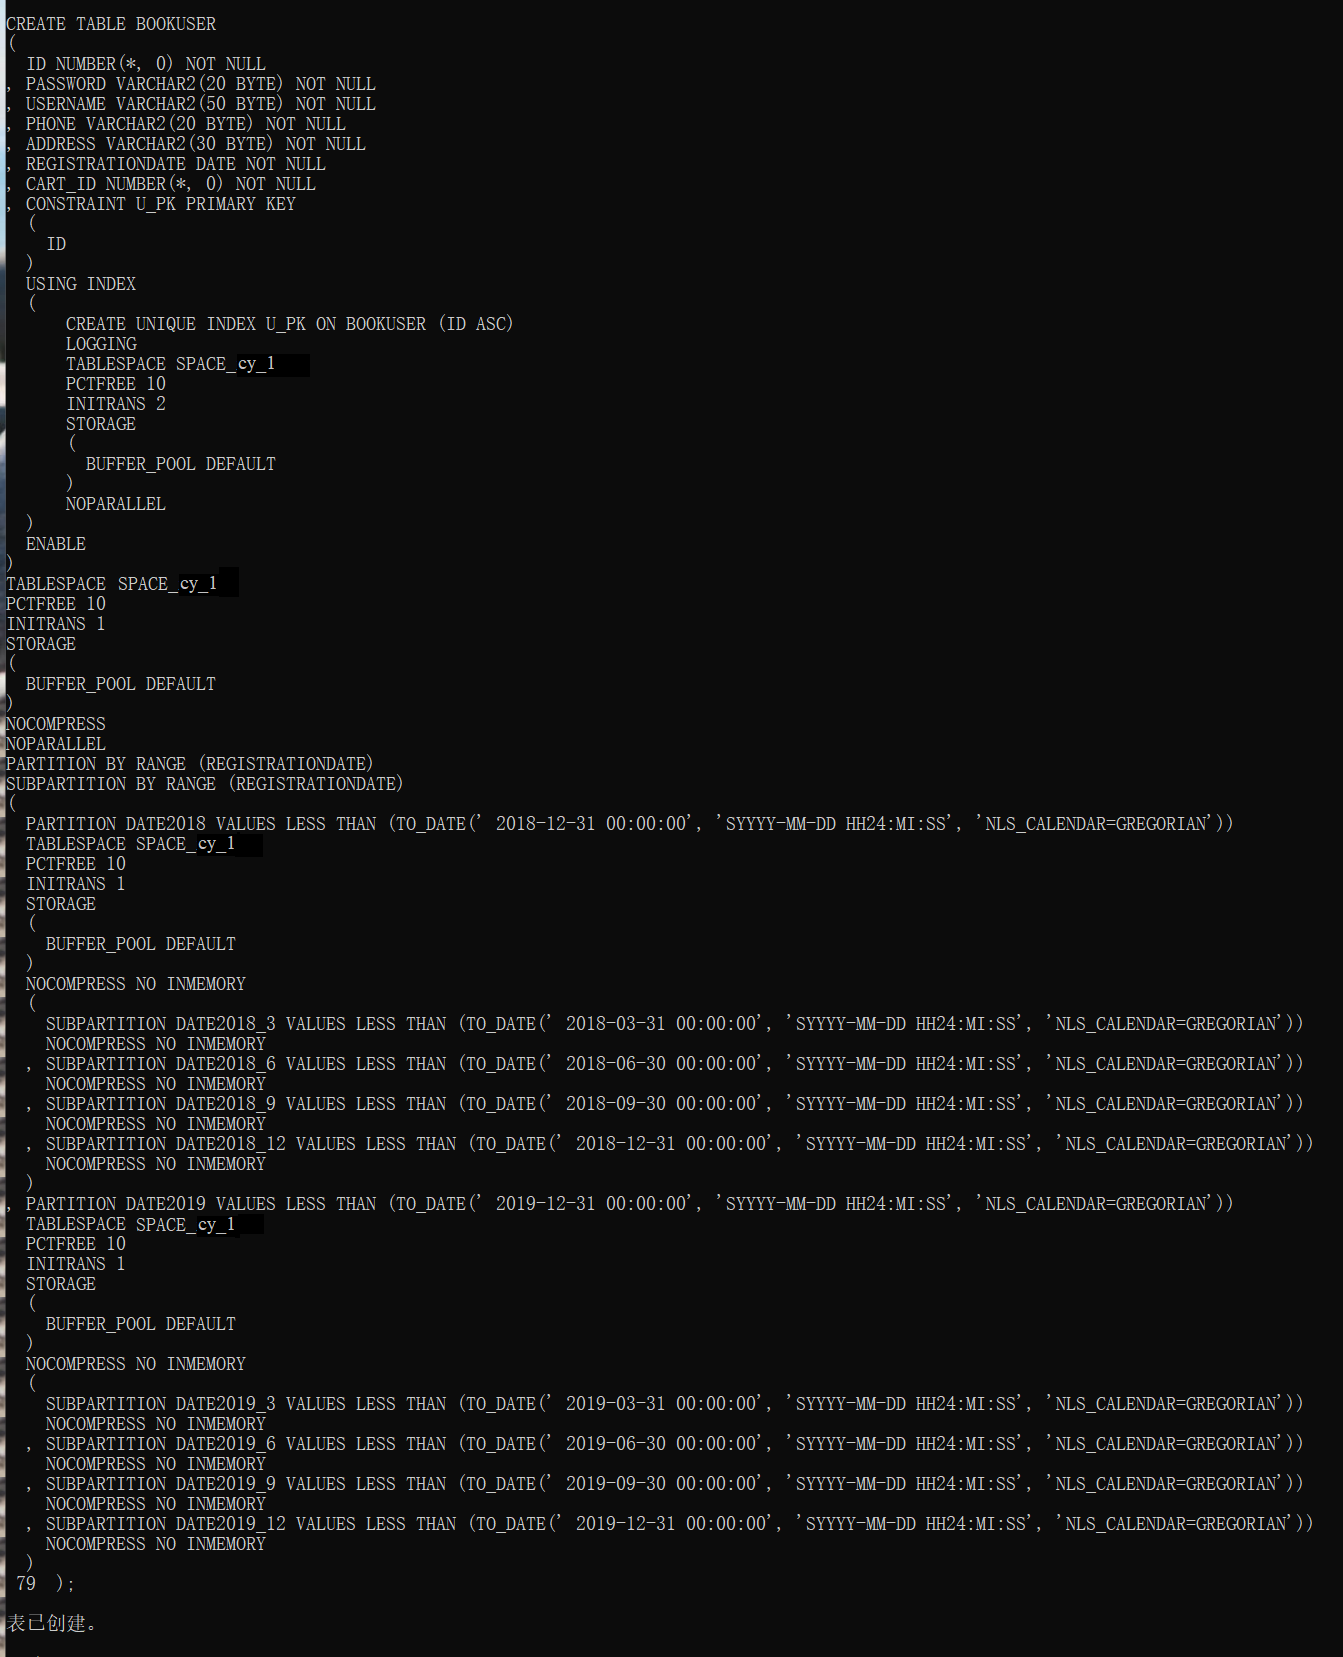 CREATE TABLE BOOKUSER
(
  ID NUMBER(*, 0) NOT NULL
, PASSWORD VARCHAR2(20 BYTE) NOT NULL
, USERNAME VARCHAR2(50 BYTE) NOT NULL
, PHONE VARCHAR2(20 BYTE) NOT NULL
, ADDRESS VARCHAR2(30 BYTE) NOT NULL
, REGISTRATIONDATE DATE NOT NULL
, CART_ID NUMBER(*, 0) NOT NULL
, CONSTRAINT U_PK PRIMARY KEY
  (
    ID
  )
  USING INDEX
  (
      CREATE UNIQUE INDEX U_PK ON BOOKUSER (ID ASC)
      LOGGING
      TABLESPACE SPACE_cy_1
      PCTFREE 10
      INITRANS 2
      STORAGE
      (
        BUFFER_POOL DEFAULT
      )
      NOPARALLEL
  )
  ENABLE
)
TABLESPACE SPACE_cy_1
PCTFREE 10
INITRANS 1
STORAGE
(
  BUFFER_POOL DEFAULT
)
NOCOMPRESS
NOPARALLEL
PARTITION BY RANGE (REGISTRATIONDATE)
SUBPARTITION BY RANGE (REGISTRATIONDATE)
(
  PARTITION DATE2018 VALUES LESS THAN (TO_DATE(' 2018-12-31 00:00:00', 'SYYYY-MM-DD HH24:MI:SS', 'NLS_CALENDAR=GREGORIAN'))
  TABLESPACE SPACE_cy_1
  PCTFREE 10
  INITRANS 1
  STORAGE
  (
    BUFFER_POOL DEFAULT
  )
  NOCOMPRESS NO INMEMORY
  (
    SUBPARTITION DATE2018_3 VALUES LESS THAN (TO_DATE(' 2018-03-31 00:00:00', 'SYYYY-MM-DD HH24:MI:SS', 'NLS_CALENDAR=GREGORIAN'))
    NOCOMPRESS NO INMEMORY
  , SUBPARTITION DATE2018_6 VALUES LESS THAN (TO_DATE(' 2018-06-30 00:00:00', 'SYYYY-MM-DD HH24:MI:SS', 'NLS_CALENDAR=GREGORIAN'))
    NOCOMPRESS NO INMEMORY
  , SUBPARTITION DATE2018_9 VALUES LESS THAN (TO_DATE(' 2018-09-30 00:00:00', 'SYYYY-MM-DD HH24:MI:SS', 'NLS_CALENDAR=GREGORIAN'))
    NOCOMPRESS NO INMEMORY
  , SUBPARTITION DATE2018_12 VALUES LESS THAN (TO_DATE(' 2018-12-31 00:00:00', 'SYYYY-MM-DD HH24:MI:SS', 'NLS_CALENDAR=GREGORIAN'))
    NOCOMPRESS NO INMEMORY
  )
, PARTITION DATE2019 VALUES LESS THAN (TO_DATE(' 2019-12-31 00:00:00', 'SYYYY-MM-DD HH24:MI:SS', 'NLS_CALENDAR=GREGORIAN'))
  TABLESPACE SPACE_cy_1
  PCTFREE 10
  INITRANS 1
  STORAGE
  (
    BUFFER_POOL DEFAULT
  )
  NOCOMPRESS NO INMEMORY
  (
    SUBPARTITION DATE2019_3 VALUES LESS THAN (TO_DATE(' 2019-03-31 00:00:00', 'SYYYY-MM-DD HH24:MI:SS', 'NLS_CALENDAR=GREGORIAN'))
    NOCOMPRESS NO INMEMORY
  , SUBPARTITION DATE2019_6 VALUES LESS THAN (TO_DATE(' 2019-06-30 00:00:00', 'SYYYY-MM-DD HH24:MI:SS', 'NLS_CALENDAR=GREGORIAN'))
    NOCOMPRESS NO INMEMORY
  , SUBPARTITION DATE2019_9 VALUES LESS THAN (TO_DATE(' 2019-09-30 00:00:00', 'SYYYY-MM-DD HH24:MI:SS', 'NLS_CALENDAR=GREGORIAN'))
    NOCOMPRESS NO INMEMORY
  , SUBPARTITION DATE2019_12 VALUES LESS THAN (TO_DATE(' 2019-12-31 00:00:00', 'SYYYY-MM-DD HH24:MI:SS', 'NLS_CALENDAR=GREGORIAN'))
    NOCOMPRESS NO INMEMORY
  )
 79  );
表已创建。